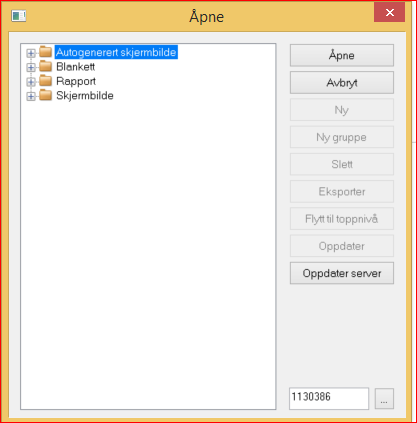 Åpne
Autogenerert skjermbilde
Blankett
Rapport
Skjermbilde
Åpne
Avbryt
Ny
Ny gruppe
Slett
Eksporter
Flytt til toppnivå
Oppdater
Oppdater server
1130386
...